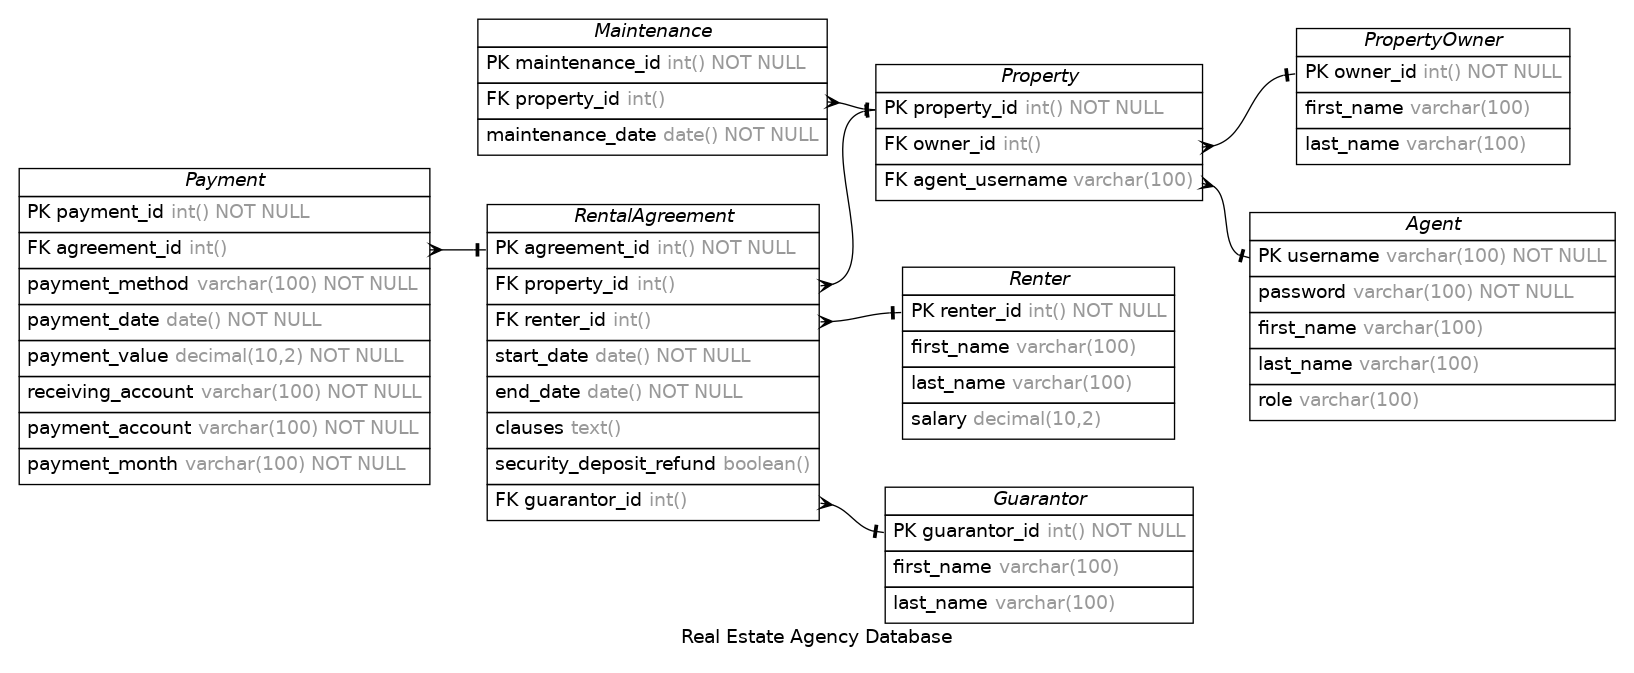 Maintenance
PK maintenance_id int() NOT NULL
FK property_id int()
maintenance_date date() NOT NULL
Property
PK property_id int() NOT NULL
FK owner_id int()
FK agent_username varchar(100)
PropertyOwner
PK owner_id int() NOT NULL
first_name varchar(100)
last_name varchar(100)
Payment
PK payment_id int() NOT NULL
FK agreement_id int()
payment_method varchar(100) NOT NULL
payment_date date() NOT NULL
payment_value decimal(10,2) NOT NULL
receiving_account varchar(100) NOT NULL
payment_account varchar(100) NOT NULL
payment_month varchar(100) NOT NULL
RentalAgreement
PK agreement_id int() NOT NULL
FK property_id int()
FK renter_id int()
start_date date() NOT NULL
end_date date() NOT NULL
clauses text()
security_deposit_refund boolean()
FK guarantor_id int()
Renter
PK renter_id int() NOT NULL
first_name varchar(100)
last_name varchar(100)
salary decimal(10,2)
Agent
PK username varchar(100) NOT NULL
password varchar(100) NOT NULL
first_name varchar(100)
last_name varchar(100)
role varchar(100)
Guarantor
PK guarantor_id int() NOT NULL
first_name varchar(100)
last_name varchar(100)
Real Estate Agency Database